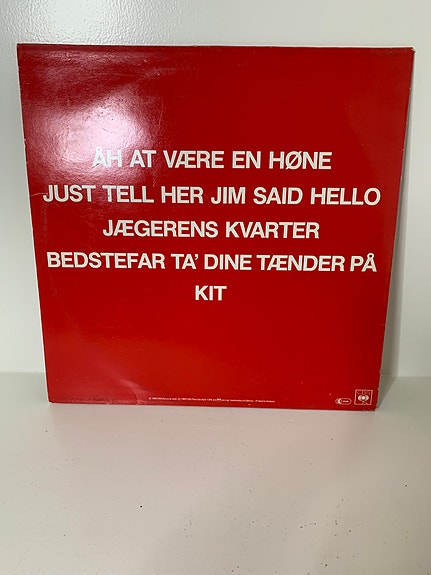 ÅH AT VÆRE EN HØNE
JUST TELL HER JIM SAID HELLO
JÆGERENS KVARTER
BEDSTEFAR TA' DINE TÆNDER PÅ
KIT
CBS